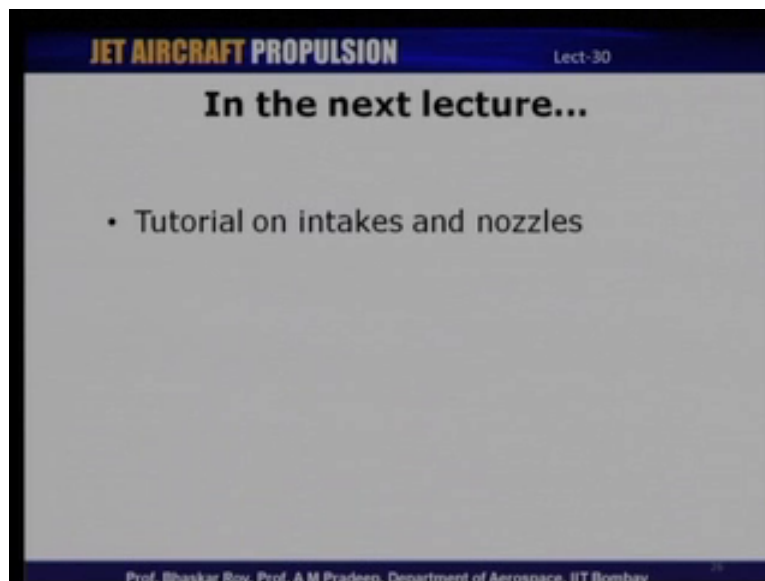 JET AIRCRAFT PROPULSION Lect-30
In the next lecture...
• Tutorial on intakes and nozzles
Prof. Bhaskar Roy, Prof. A M Pradeep, Department of Aerospace, IIT Bombay